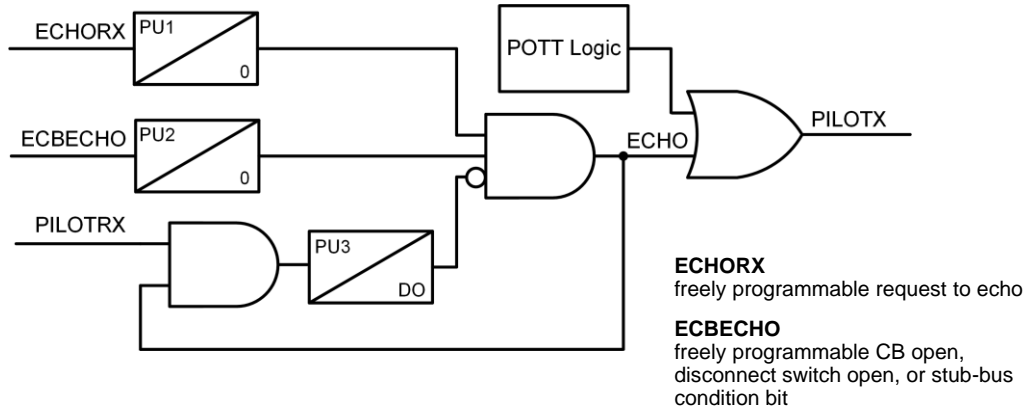 ECHORX
PU1
0
POTT Logic
ECBECHO
PU2
0
ECHO
PILOTX
PILOTRX
PU3
DO
ECHORX
freely programmable request to echo
ECBECHO
freely programmable CB open,
disconnect switch open, or stub-bus
condition bit